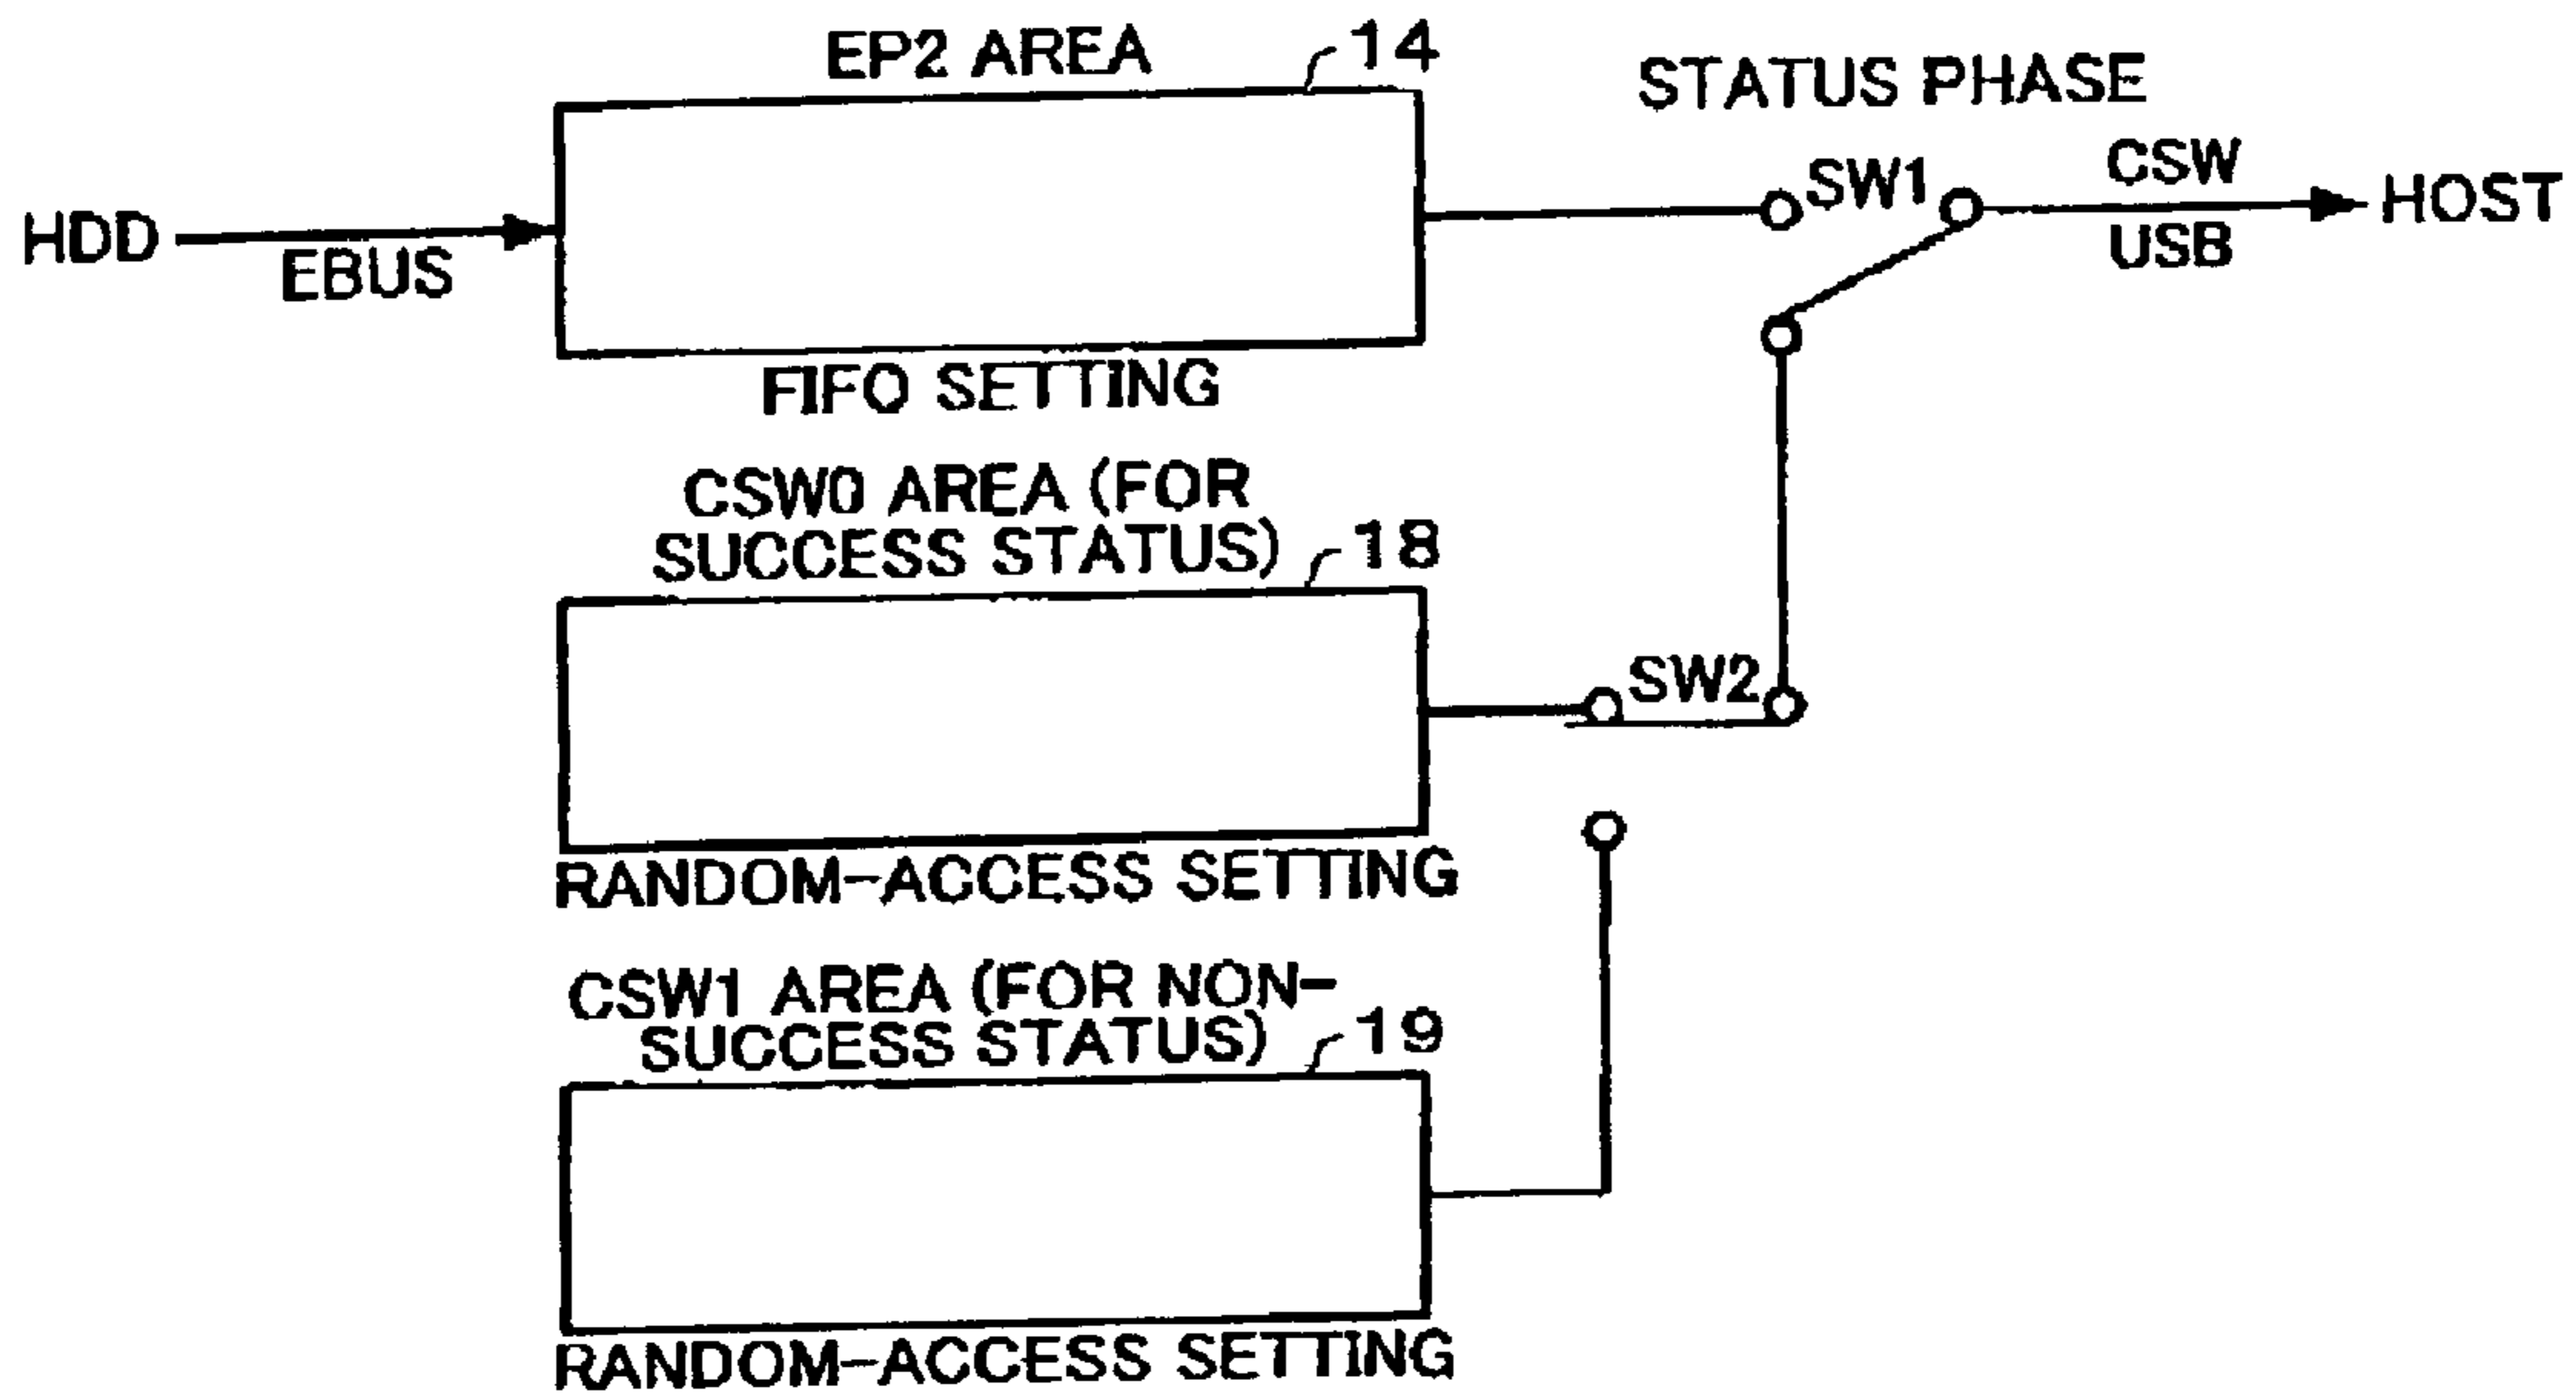 EP2 AREA
14
STATUS PHASE
HDD
EBUS
SW1
CSW
USB
HOST
FIFO SETTING
CSW0 AREA (FOR
SUCCESS STATUS)
18
SW2
RANDOM-ACCESS SETTING
CSW1 AREA (FOR NON-
SUCCESS STATUS)
19
RANDOM-ACCESS SETTING